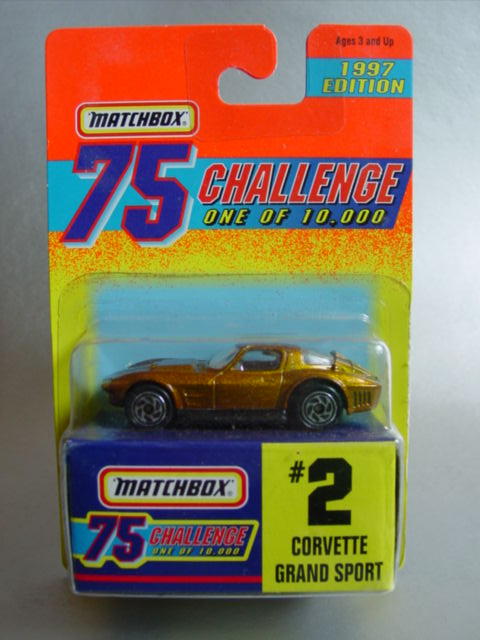 Ages 3 and Up
1997
EDITION
MATCHBOX®
75 CHALLENGE
ONE OF 10,000
MATCHBOX®
75 CHALLENGE
ONE OF 10,000
#2
CORVETTE
GRAND SPORT